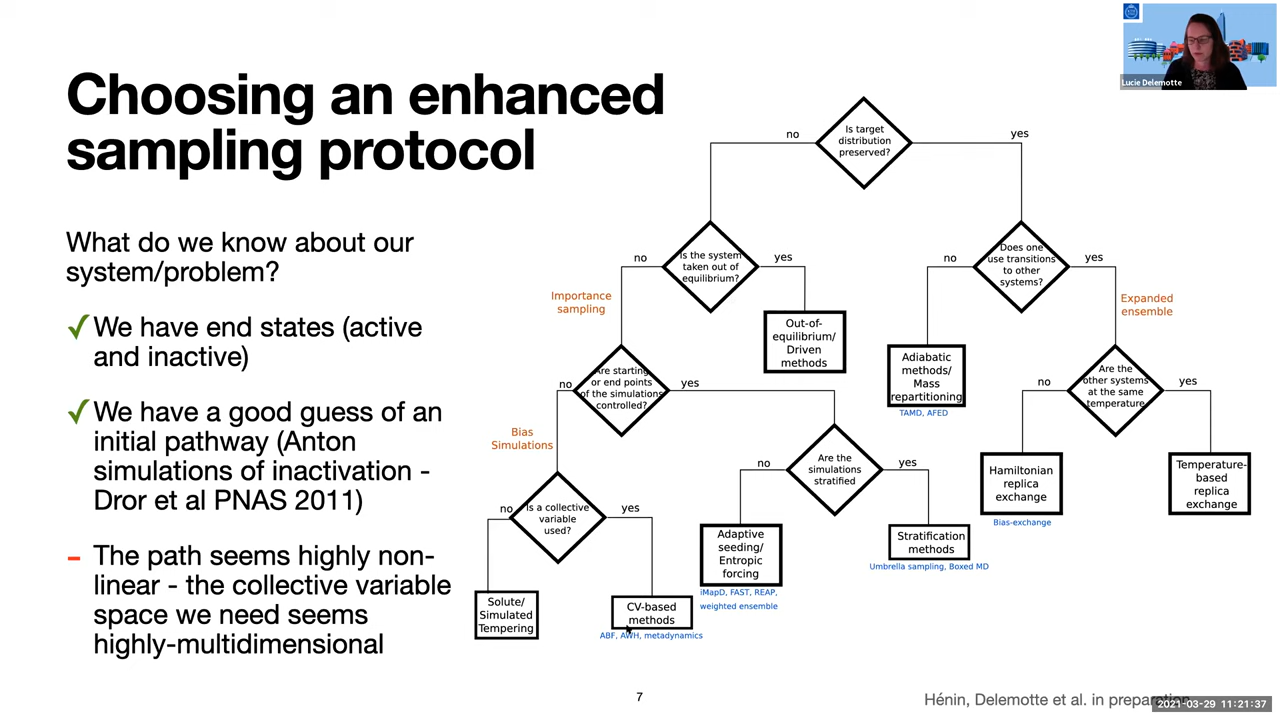 Lucie Delemotte
Choosing an enhanced
sampling protocol
What do we know about our
system/problem?
✓We have end states (active
and inactive)
✓We have a good guess of an
initial pathway (Anton
simulations of inactivation -
Dror et al PNAS 2011)
- The path seems highly non-
linear - the collective variable
space we need seems
highly-multidimensional
Is target
distribution
preserved?
no
yes
Is the system
taken out of
equilibrium?
no
yes
Does one
use transitions
to other
systems?
no
yes
Importance
sampling
Expanded
ensemble
Out-of-
equilibrium/
Driven
methods
Adiabatic
methods/
Mass
repartitioning
TAMD, AFED
Are starting
or end points
of the simulations
controlled?
no
yes
Are the
other systems
at the same
temperature
no
yes
Bias
Simulations
Are the
simulations
stratified
no
yes
Hamiltonian
replica
exchange
Bias-exchange
Temperature-
based
replica
exchange
Is a collective
variable
used?
no
yes
Adaptive
seeding/
Entropic
forcing
iMapD, FAST, REAP,
weighted ensemble
Stratification
methods
Umbrella sampling, Boxed MD
Solute/
Simulated
Tempering
CV-based
methods
ABF, AWH, metadynamics
7
Hénin, Delemotte et al. in preparation
2021-03-29 11:21:37